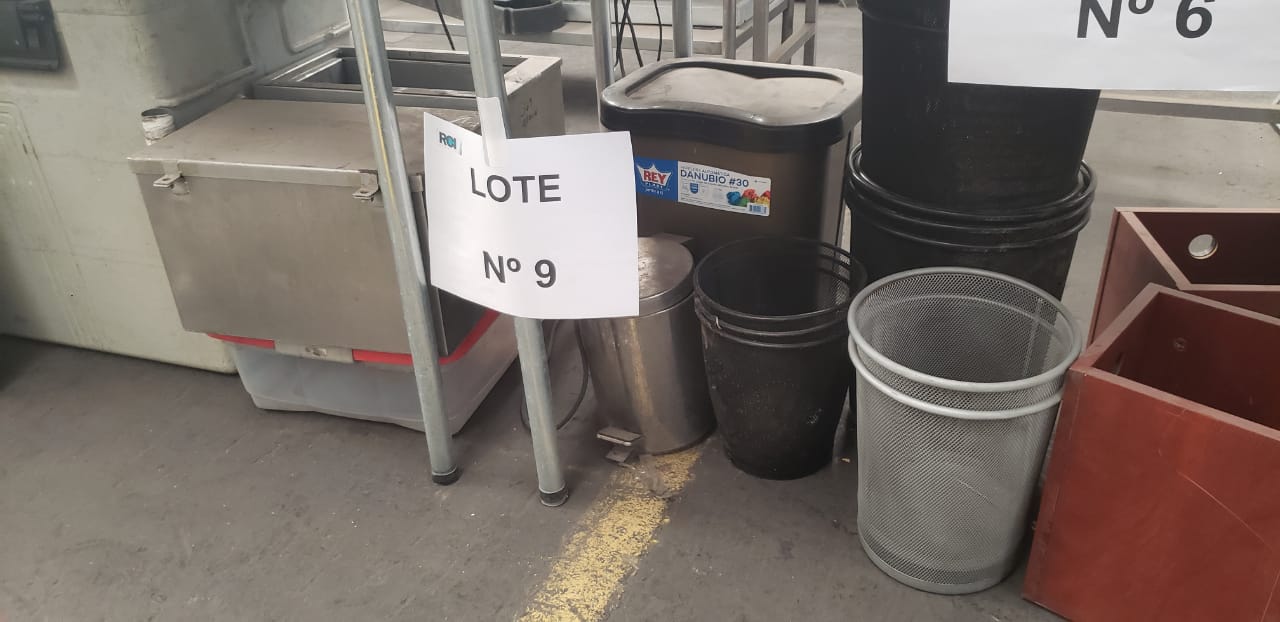 Nº 6
RCI
LOTE
Nº 9
REY
DANUBIO #30